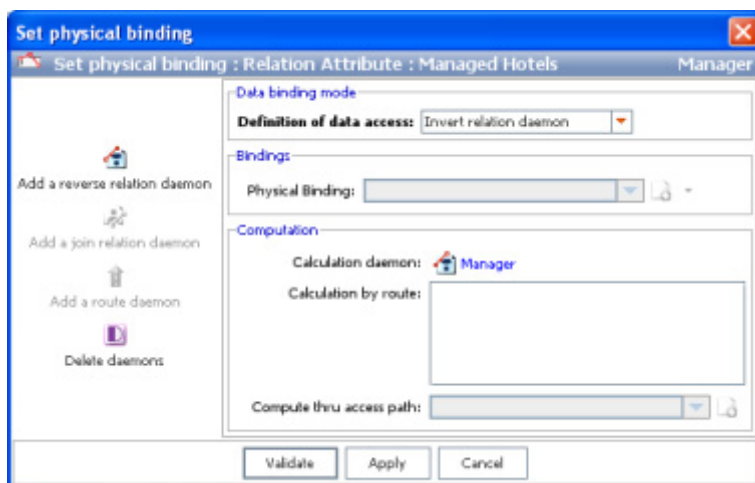 Set physical binding
Set physical binding : Relation Attribute : Managed Hotels Manager
Add a reverse relation daemon
Add a join relation daemon
Add a route daemon
Delete daemons
Data binding mode
Definition of data access: Invert relation daemon
Bindings
Physical Binding:
Computation
Calculation daemon: Manager
Calculation by route:
Compute thru access path:
Validate Apply Cancel